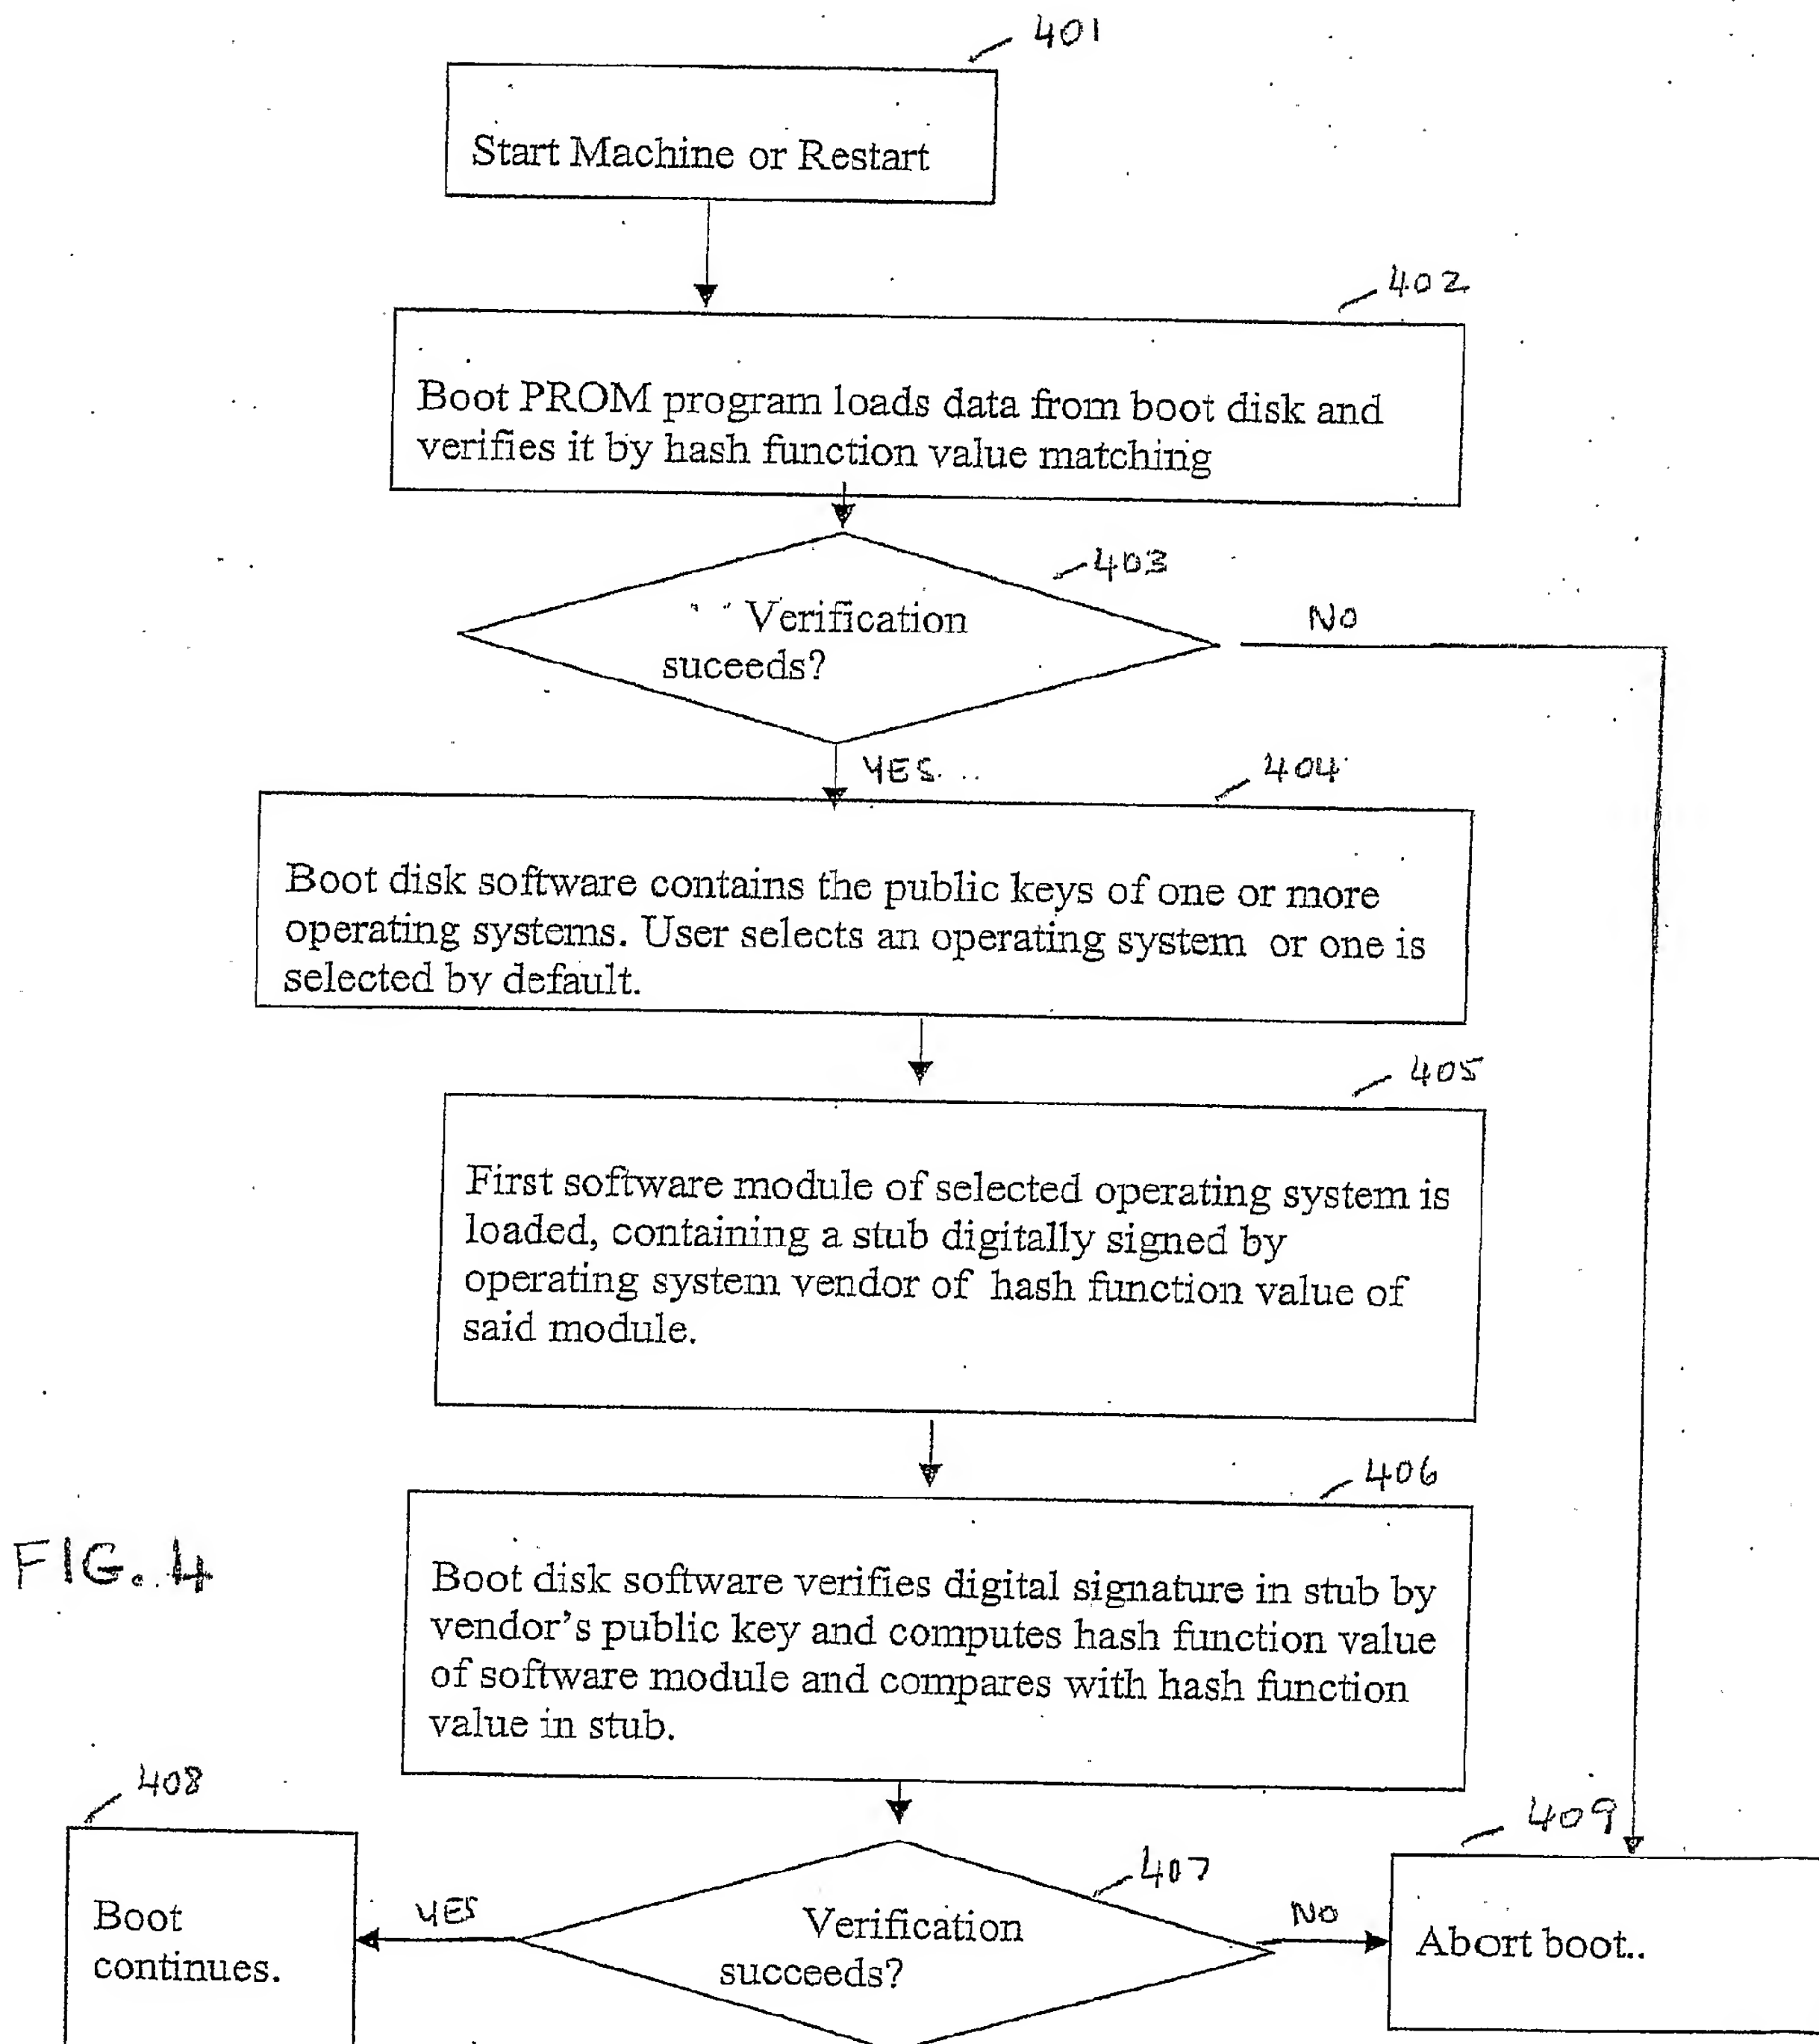 401
Start Machine or Restart
402
Boot PROM program loads data from boot disk and
verifies it by hash function value matching
403
Verification
suceeds?
NO
YES
404
Boot disk software contains the public keys of one or more
operating systems. User selects an operating system or one is
selected by default.
405
First software module of selected operating system is
loaded, containing a stub digitally signed by
operating system vendor of hash function value of
said module.
406
FIG. 4
Boot disk software verifies digital signature in stub by
vendor's public key and computes hash function value
of software module and compares with hash function
value in stub.
408
409
407
Boot
continues.
YES
Verification
succeeds?
NO
Abort boot..